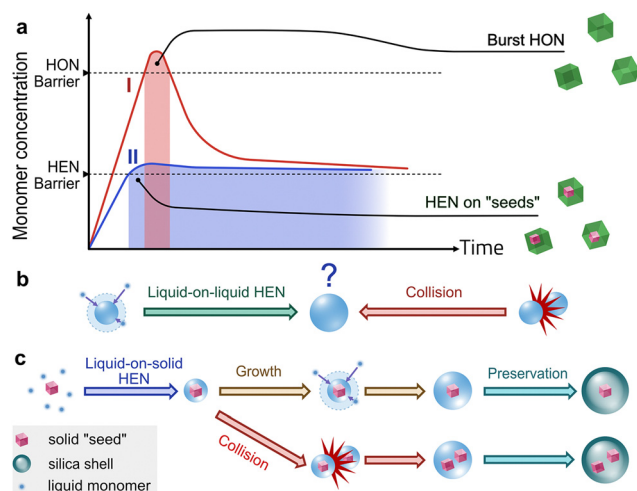 a
Monomer concentration
HON
Barrier
HEN
Barrier
I
II
Burst HON
HEN on "seeds"
Time
b
Liquid-on-liquid HEN
?
Collision
c
Liquid-on-solid
HEN
Growth
Preservation
Collision
solid "seed"
silica shell
liquid monomer